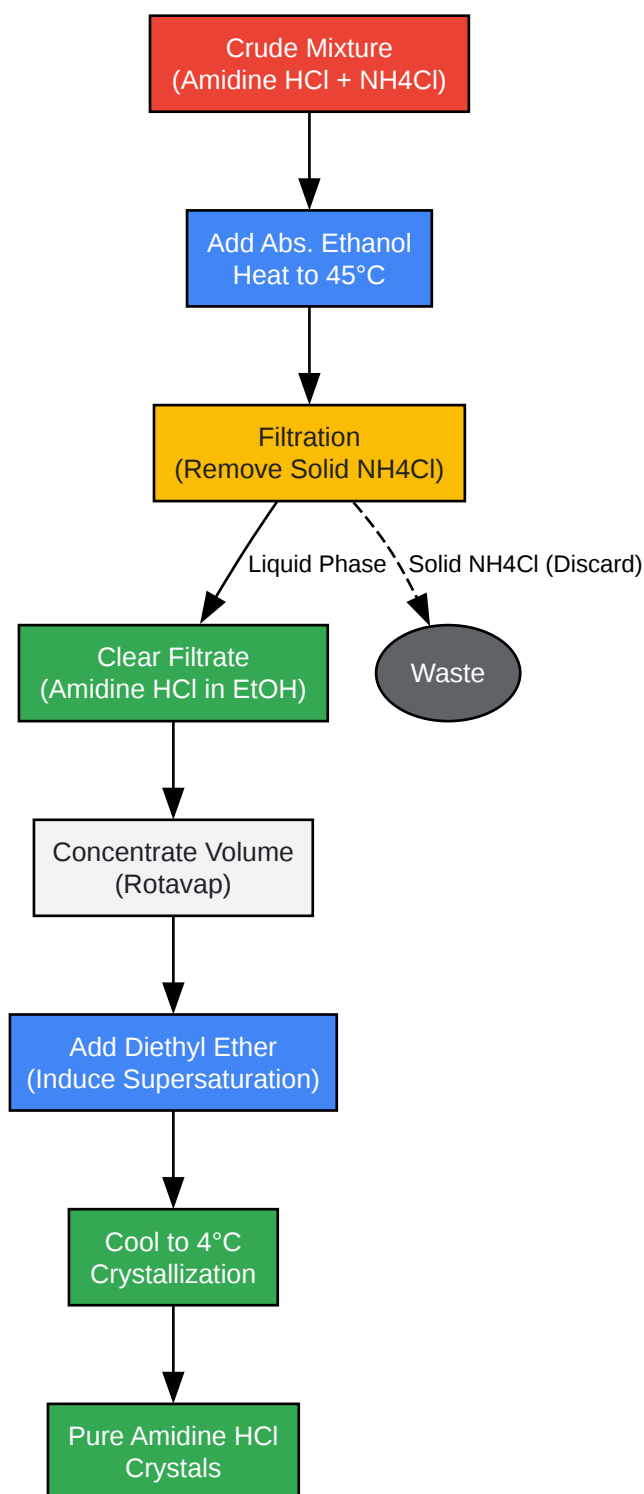 Crude Mixture
(Amidine HCl + NH4Cl)
Add Abs. Ethanol
Heat to 45°C
Filtration
(Remove Solid NH4Cl)
Liquid Phase
Solid NH4Cl (Discard)
Clear Filtrate
(Amidine HCl in EtOH)
Waste
Concentrate Volume
(Rotavap)
Add Diethyl Ether
(Induce Supersaturation)
Cool to 4°C
Crystallization
Pure Amidine HCl
Crystals